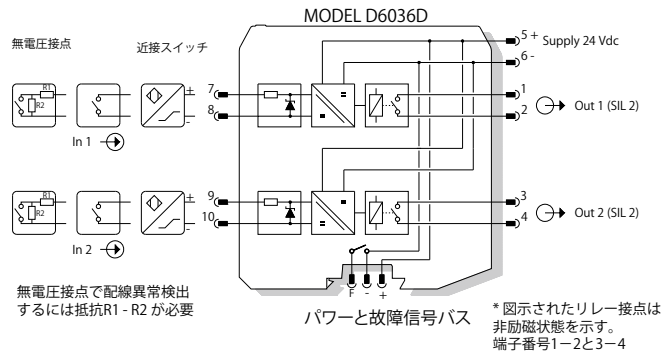 MODEL D6036D
無電圧接点
近接スイッチ
5 + Supply 24 Vdc
6 -
R1
R2
+
-
7
8
1
2
Out 1 (SIL 2)
In 1
R1
R2
+
-
9
10
3
4
Out 2 (SIL 2)
In 2
F - +
無電圧接点で配線異常検出
するには抵抗R1 - R2 が必要
パワーと故障信号バス
* 図示されたリレー接点は
非励磁状態を示す。
端子番号1－2と3－4